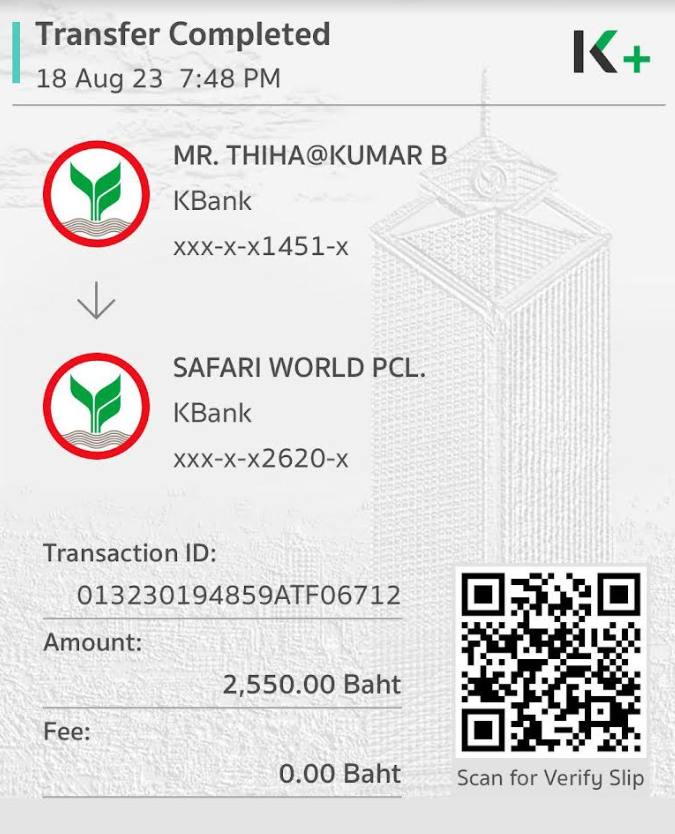 Transfer Completed
18 Aug 23 7:48 PM
K+
MR. THIHA@KUMAR B
KBank
xxx-x-x1451-x
SAFARI WORLD PCL.
KBank
xxx-x-x2620-x
Transaction ID:
013230194859ATF06712
Amount:
2,550.00 Baht
Fee:
0.00 Baht
Scan for Verify Slip